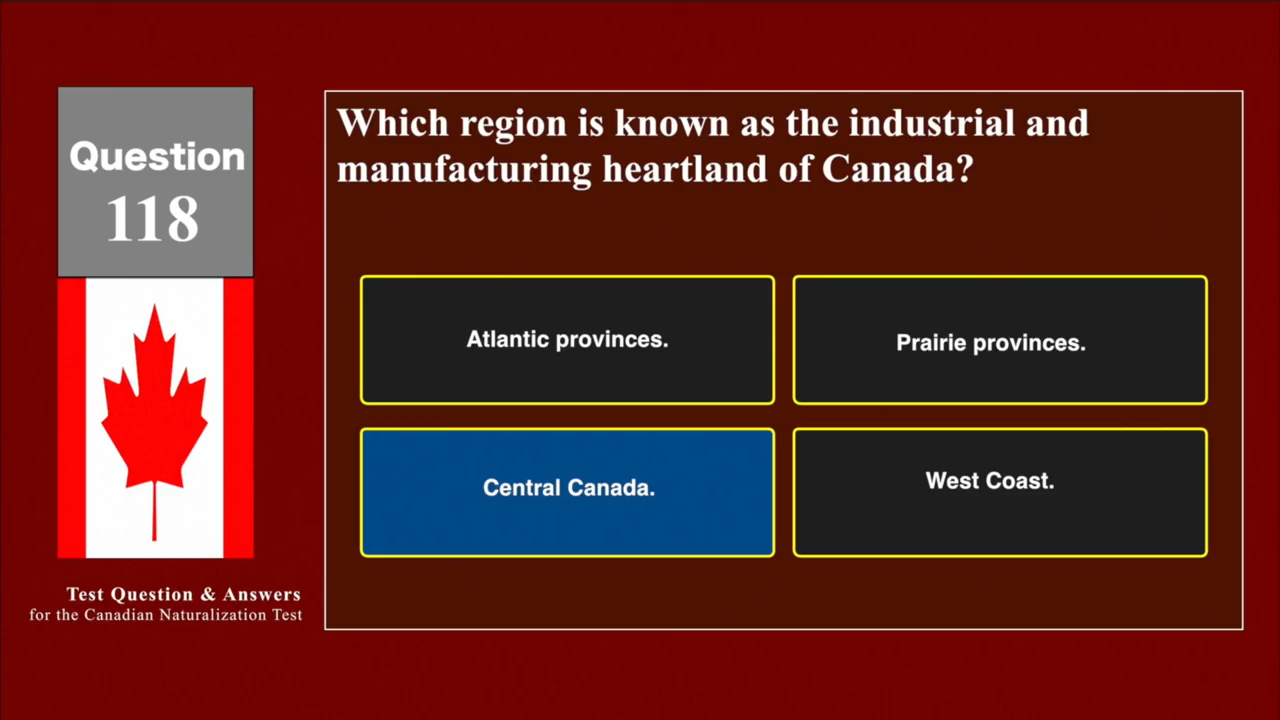 Question
118
Which region is known as the industrial and
manufacturing heartland of Canada?
Atlantic provinces.
Prairie provinces.
Central Canada.
West Coast.
Test Question & Answers
for the Canadian Naturalization Test